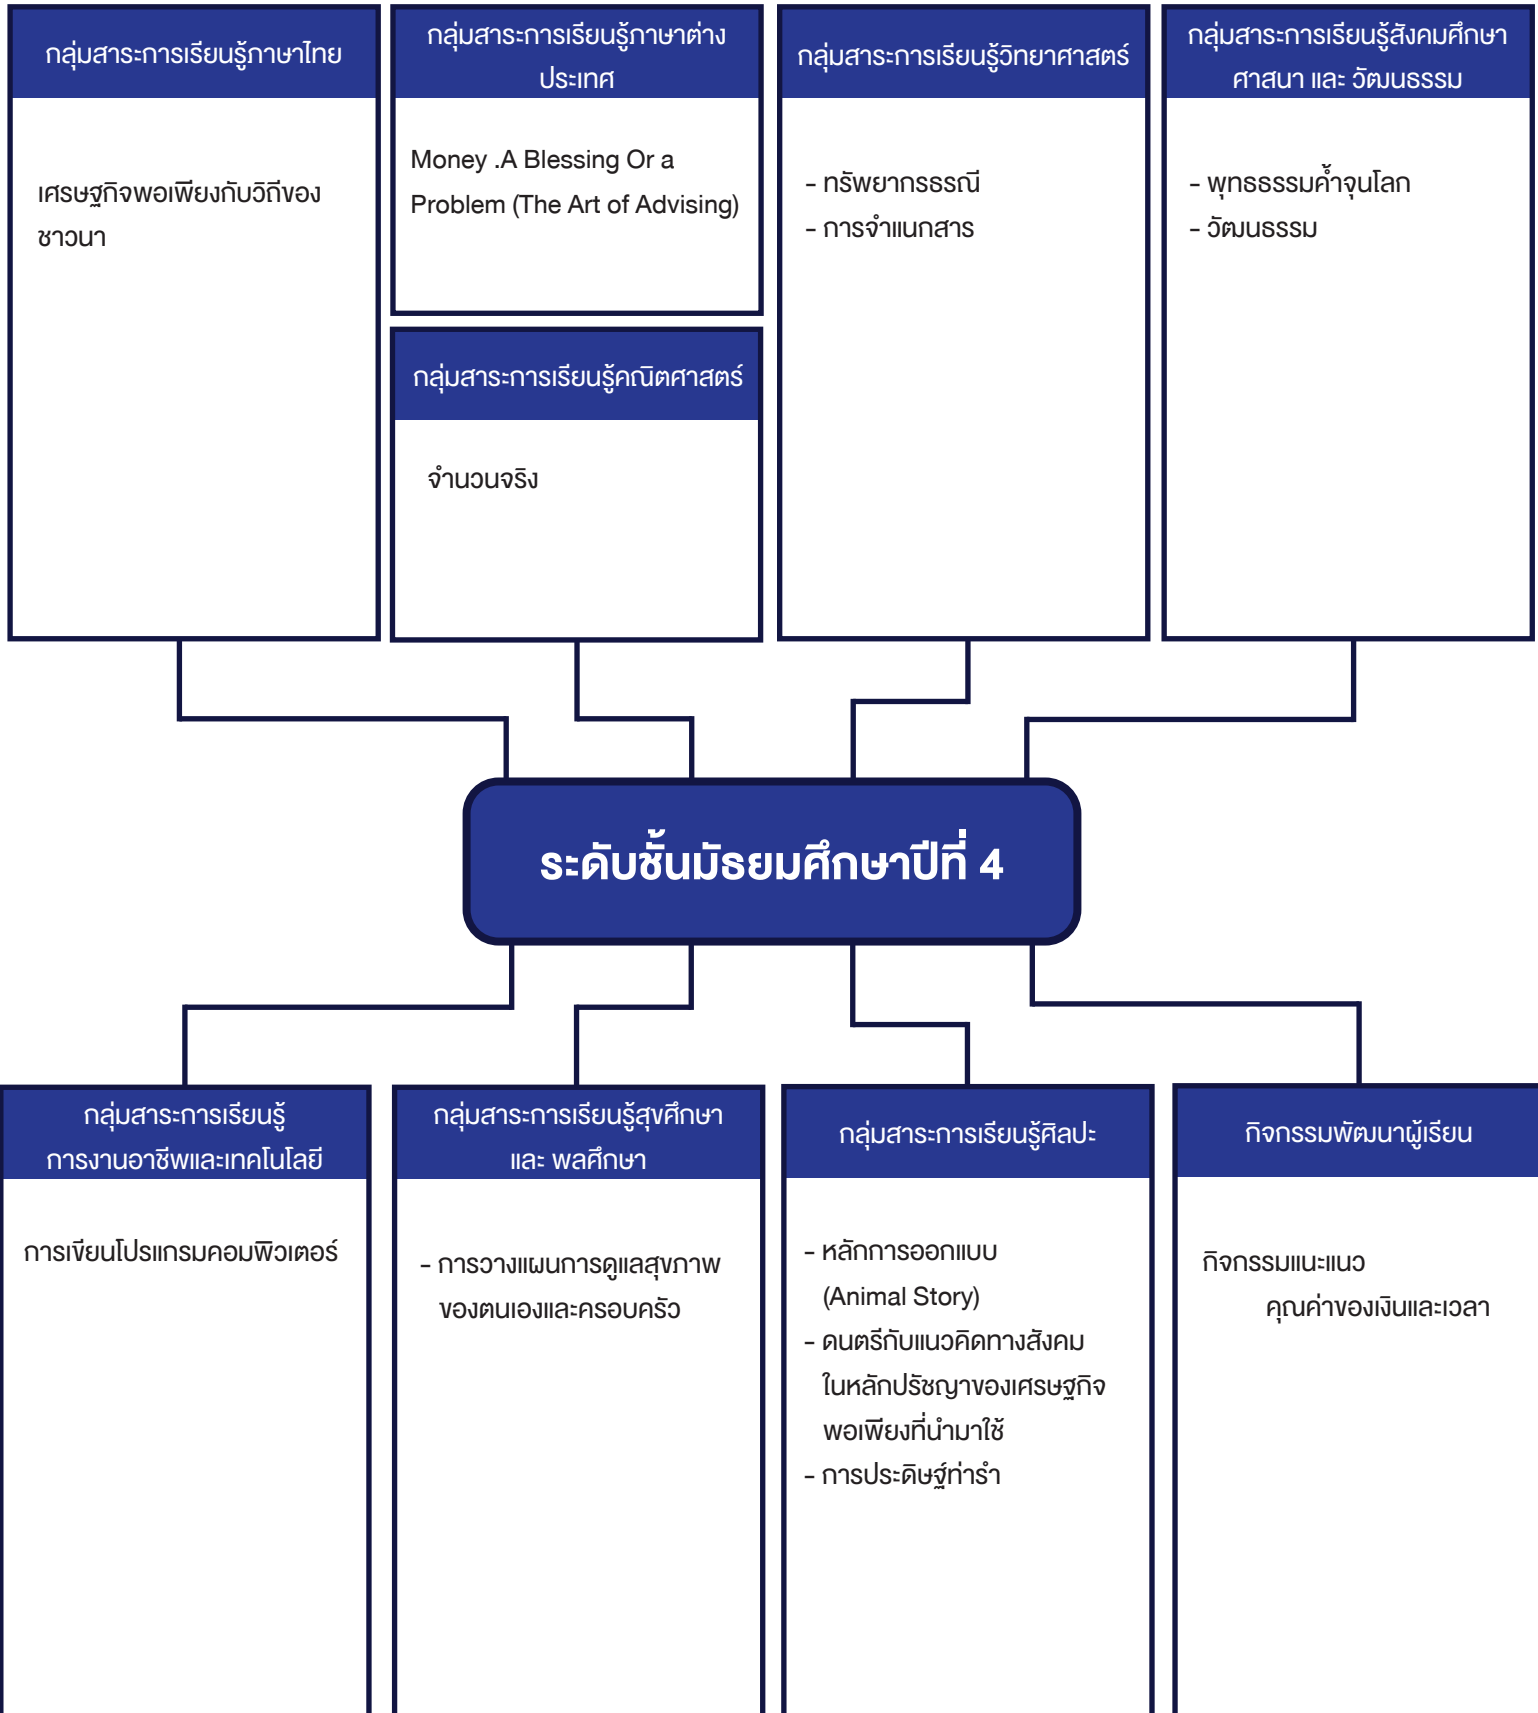 กลุ่มสาระการเรียนรู้ภาษาไทย
เศรษฐกิจพอเพียงกับวิถีของ
ชาวนา
กลุ่มสาระการเรียนรู้ภาษาต่าง
ประเทศ
Money .A Blessing Or a
Problem (The Art of Advising)
กลุ่มสาระการเรียนรู้คณิตศาสตร์
จำนวนจริง
กลุ่มสาระการเรียนรู้วิทยาศาสตร์
- ทรัพยากรธรณี
- การจำแนกสาร
กลุ่มสาระการเรียนรู้สังคมศึกษา
ศาสนา และ วัฒนธรรม
- พุทธธรรมค้ำจุนโลก
- วัฒนธรรม
ระดับชั้นมัธยมศึกษาปีที่ 4
กลุ่มสาระการเรียนรู้
การงานอาชีพและเทคโนโลยี
การเขียนโปรแกรมคอมพิวเตอร์
กลุ่มสาระการเรียนรู้สุขศึกษา
และ พลศึกษา
- การวางแผนการดูแลสุขภาพ
ของตนเองและครอบครัว
กลุ่มสาระการเรียนรู้ศิลปะ
- หลักการออกแบบ
(Animal Story)
- ดนตรีกับแนวคิดทางสังคม
ในหลักปรัชญาของเศรษฐกิจ
พอเพียงที่นำมาใช้
- การประดิษฐ์ท่ารำ
กิจกรรมพัฒนาผู้เรียน
กิจกรรมแนะแนว
คุณค่าของเงินและเวลา